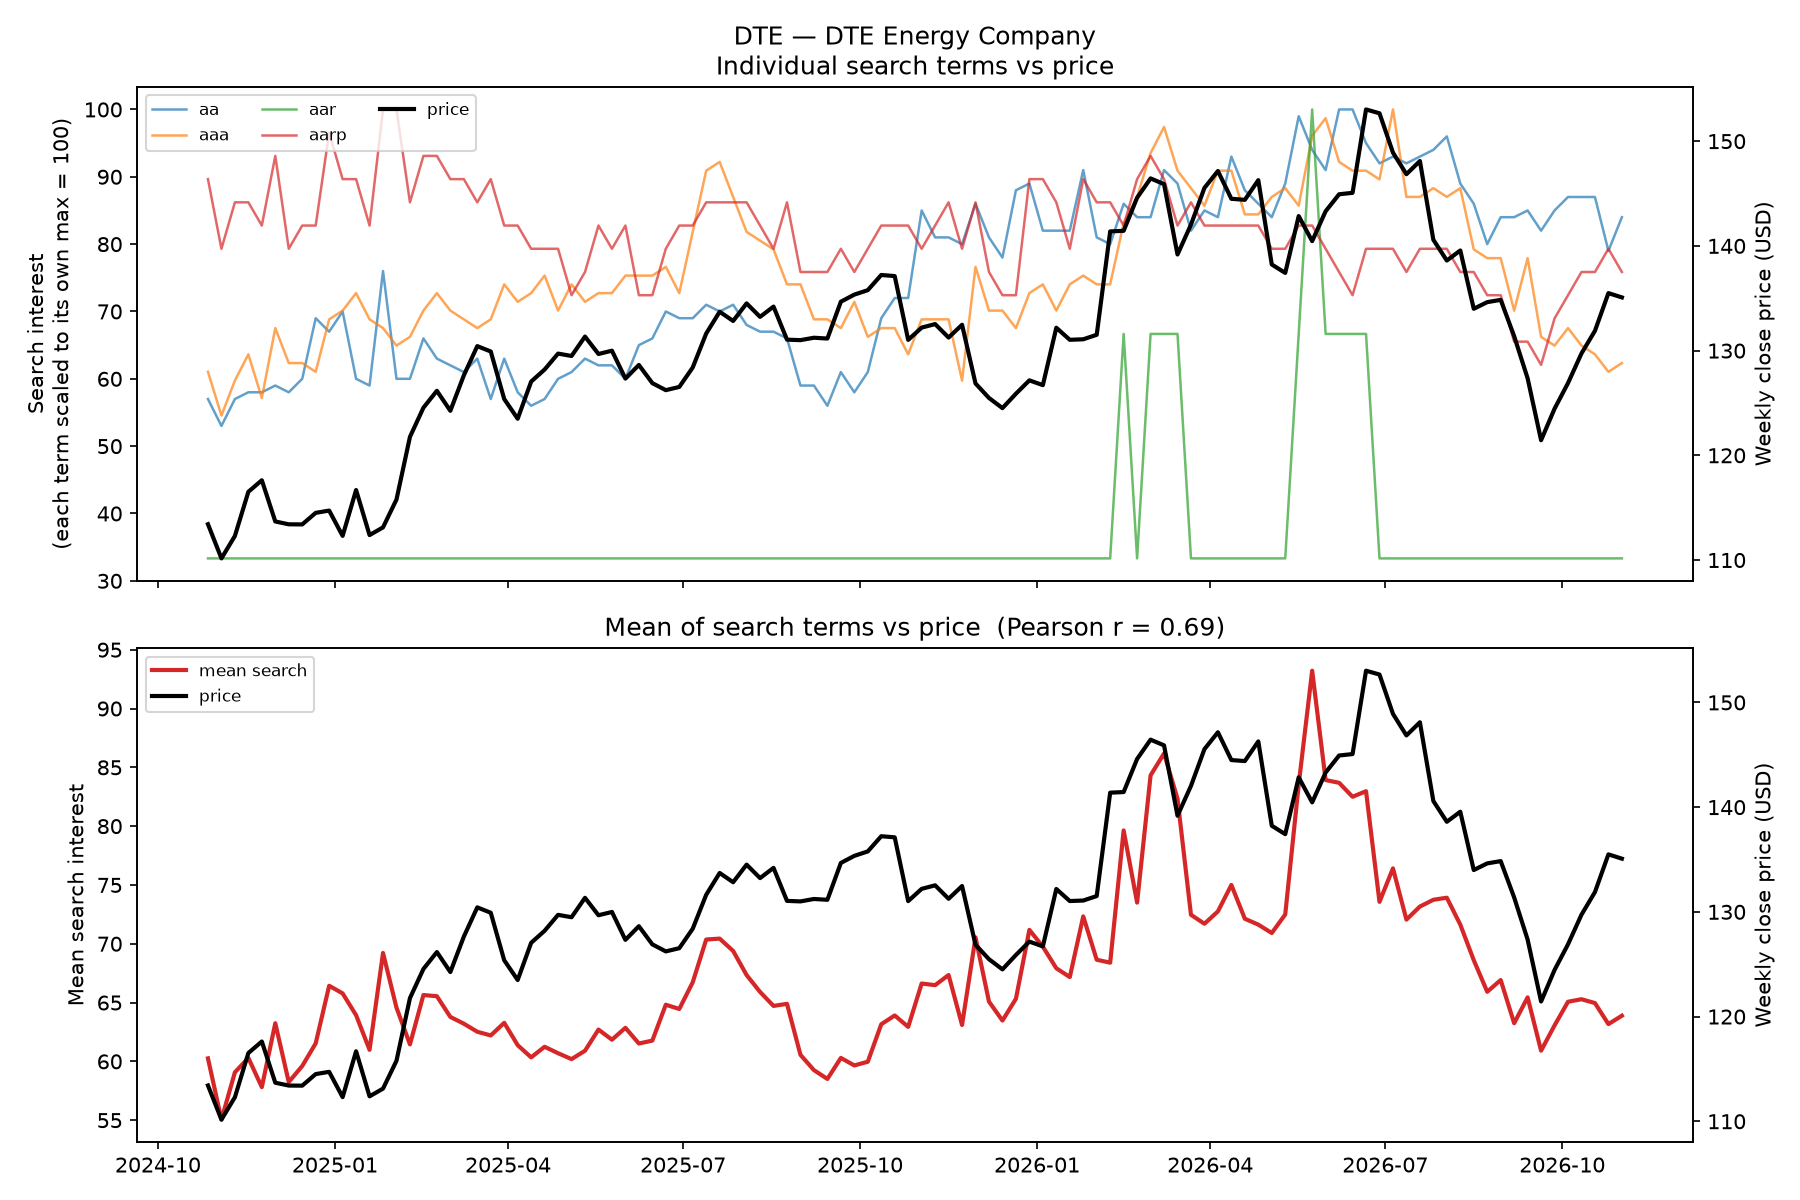 DTE — DTE Energy Company
Individual search terms vs price
aa
aar
price
aaa
aarp
100
90
80
70
60
50
40
30
Search interest
(each term scaled to its own max = 100)
150
140
130
120
110
Weekly close price (USD)
Mean of search terms vs price (Pearson r = 0.69)
mean search
price
95
90
85
80
75
70
65
60
55
Mean search interest
150
140
130
120
110
Weekly close price (USD)
2024-10
2025-01
2025-04
2025-07
2025-10
2026-01
2026-04
2026-07
2026-10